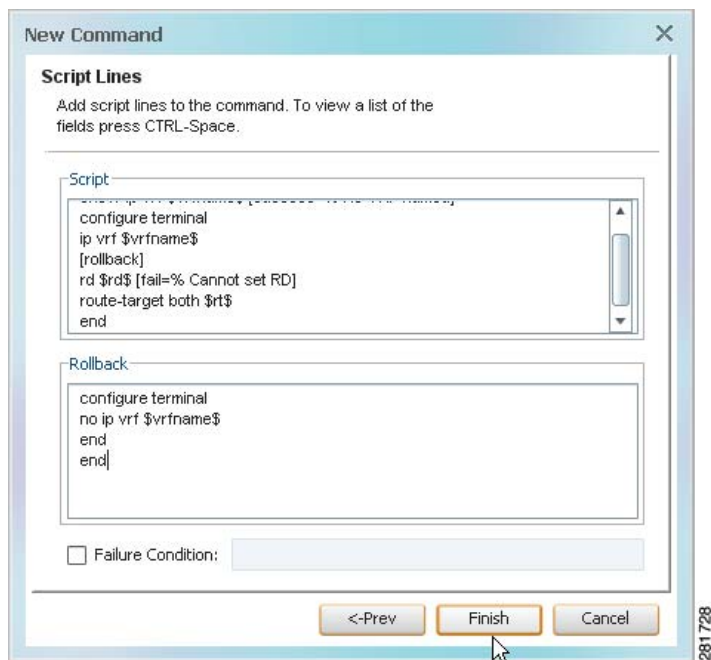 New Command
Script Lines
Add script lines to the command. To view a list of the
fields press CTRL-Space.
Script
configure terminal
ip vrf $vrfname$
[rollback]
rd $rd$ [fail=% Cannot set RD]
route-target both $rt$
end
Rollback
configure terminal
no ip vrf $vrfname$
end
end
Failure Condition:
<-Prev
Finish
Cancel
281728